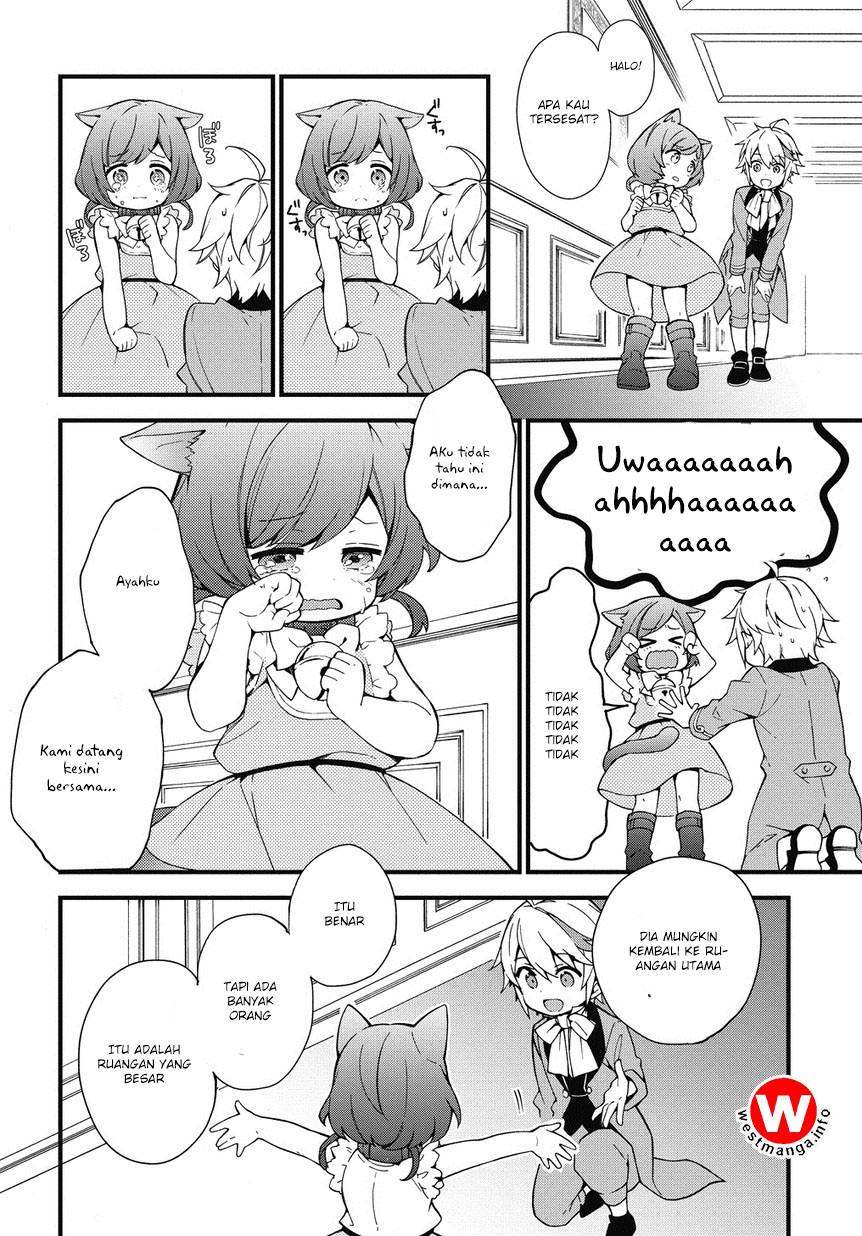 HALO!
APA KAU
TERSESAT?
ぐすっ
ぐすっ
ぼろ
ぼろ
Uwaaaaaaah
ahhhhaaaaaa
aaaa
TIDAK
TIDAK
TIDAK
TIDAK
TIDAK
AKu tidak
tahu ini
dimana...
Ayahku
Kami datang
kesini
bersama...
DIA MUNGKIN
KEMBALI KE RU-
ANGAN UTAMA
ITU
BENAR
TAPI ADA
BANYAK
ORANG
ITU ADALAH
RUANGAN YANG
BESAR
W
westmanga.info